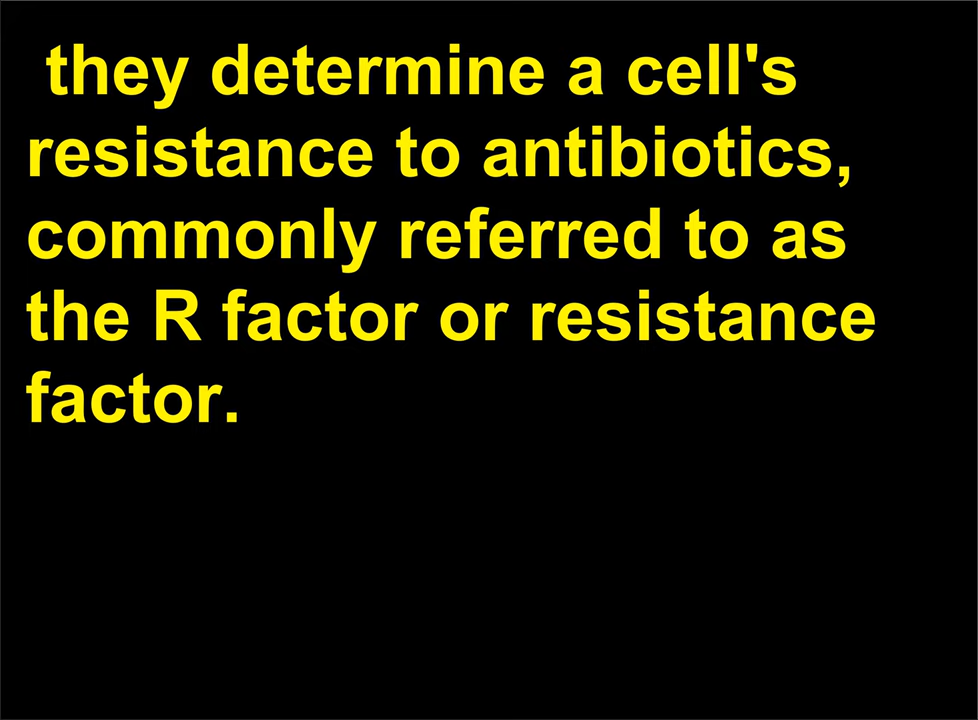 they determine a cell's
resistance to antibiotics,
commonly referred to as
the R factor or resistance
factor.